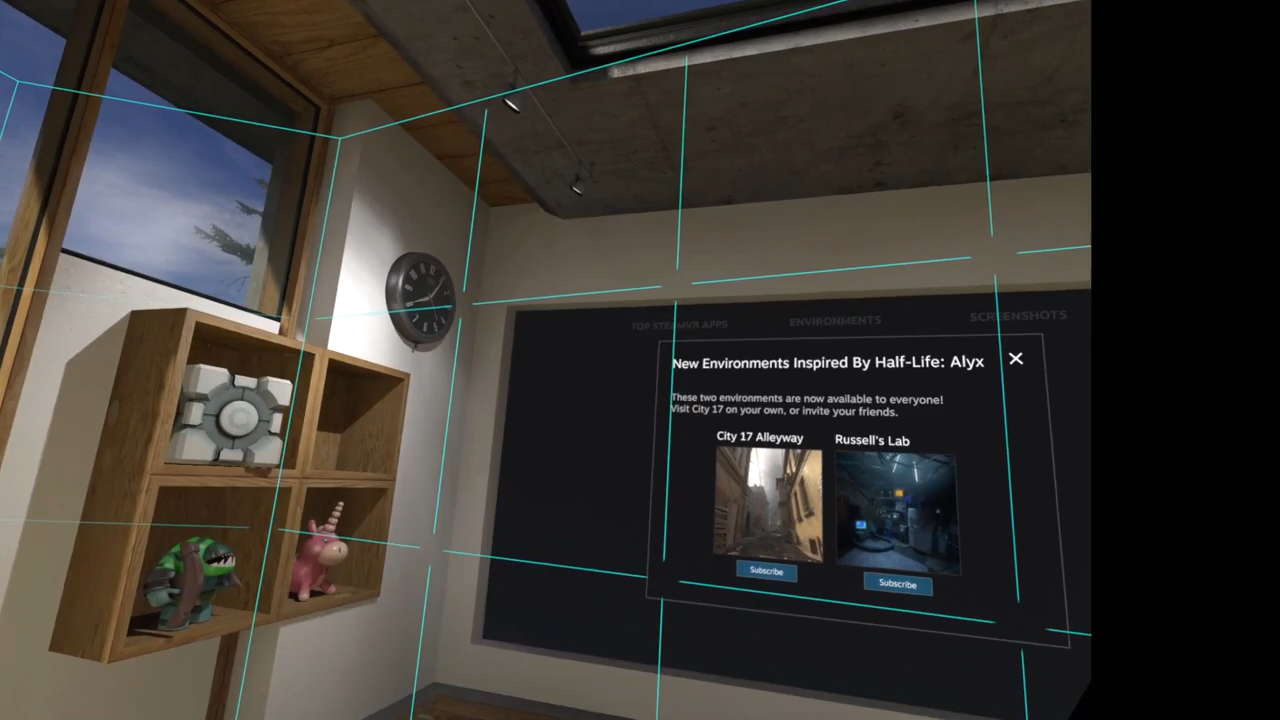 TOP STEAMVR APPS
ENVIRONMENTS
SCREENSHOTS
New Environments Inspired By Half-Life: Alyx
These two environments are now available to everyone!
Visit City 17 on your own, or invite your friends.
City 17 Alleyway
Russell's Lab
Subscribe
Subscribe